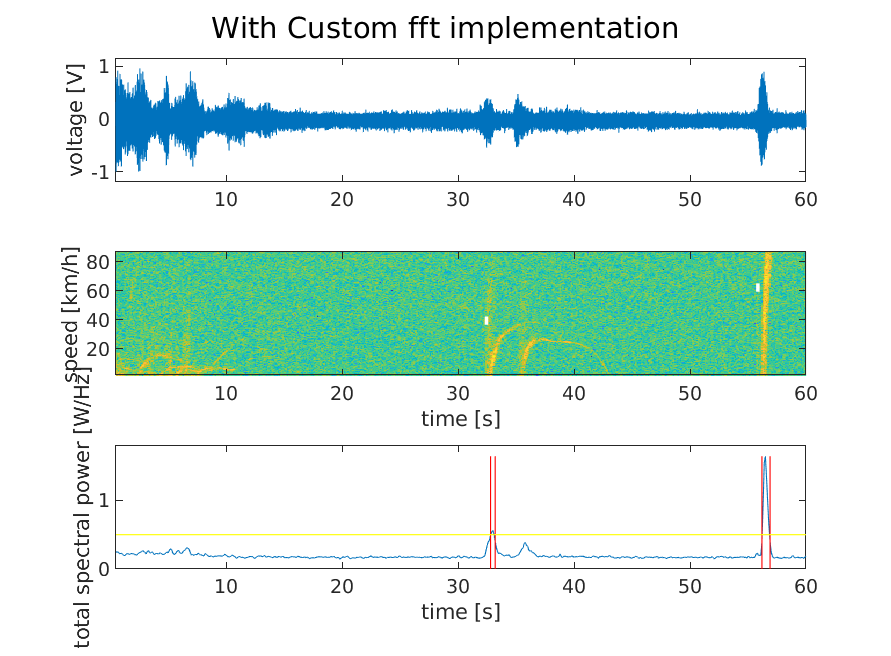 With Custom fft implementation
voltage [V]
1
0
-1
10 20 30 40 50 60
speed [km/h]
80
60
40
20
10 20 30 40 50 60
time [s]
total spectral power [W/Hz]
1
0
10 20 30 40 50 60
time [s]